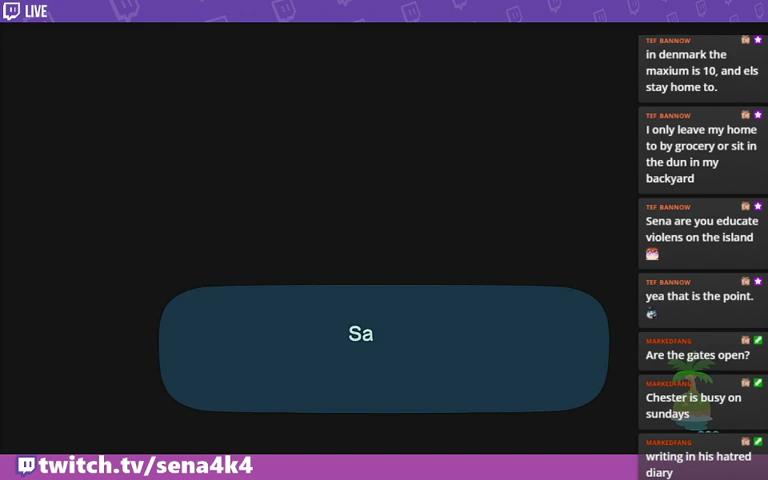 LIVE
TEF BANNOW
in denmark the
maxium is 10, and els
stay home to.
TEF BANNOW
I only leave my home
to by grocery or sit in
the dun in my
backyard
TEF BANNOW
Sena are you educate
violens on the island
TEF BANNOW
yea that is the point.
MARKEDFANG
Are the gates open?
MARKEDFANG
Chester is busy on
sundays
MARKEDFANG
writing in his hatred
diary
Sa
twitch.tv/sena4k4